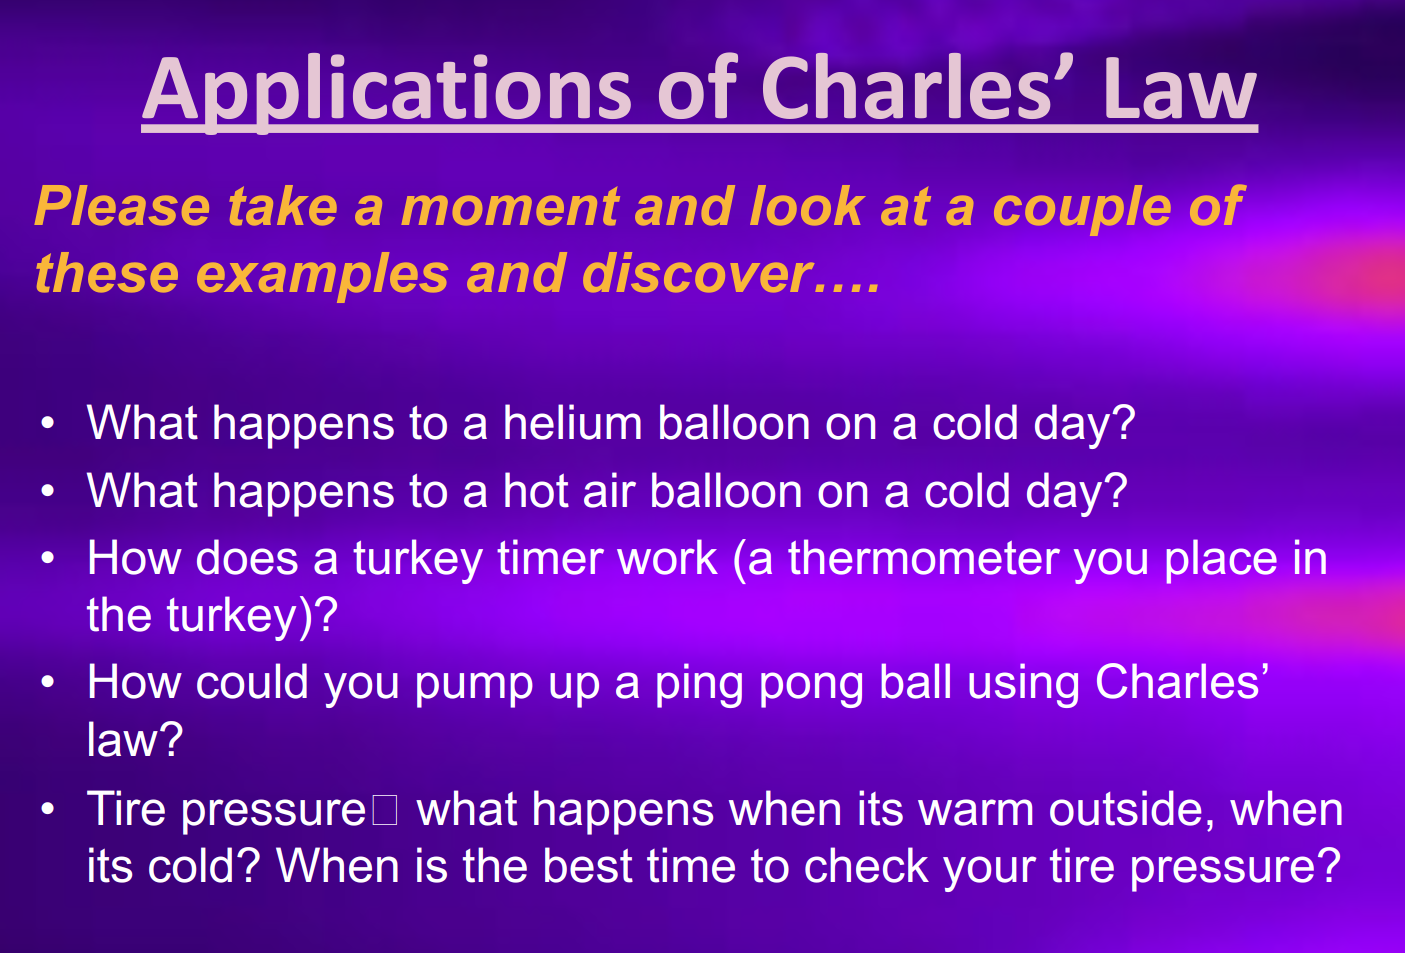 Applications of Charles’ Law
Please take a moment and look at a couple of
these examples and discover….
• What happens to a helium balloon on a cold day?
• What happens to a hot air balloon on a cold day?
• How does a turkey timer work (a thermometer you place in
the turkey)?
• How could you pump up a ping pong ball using Charles’
law?
• Tire pressure□ what happens when its warm outside, when
its cold? When is the best time to check your tire pressure?